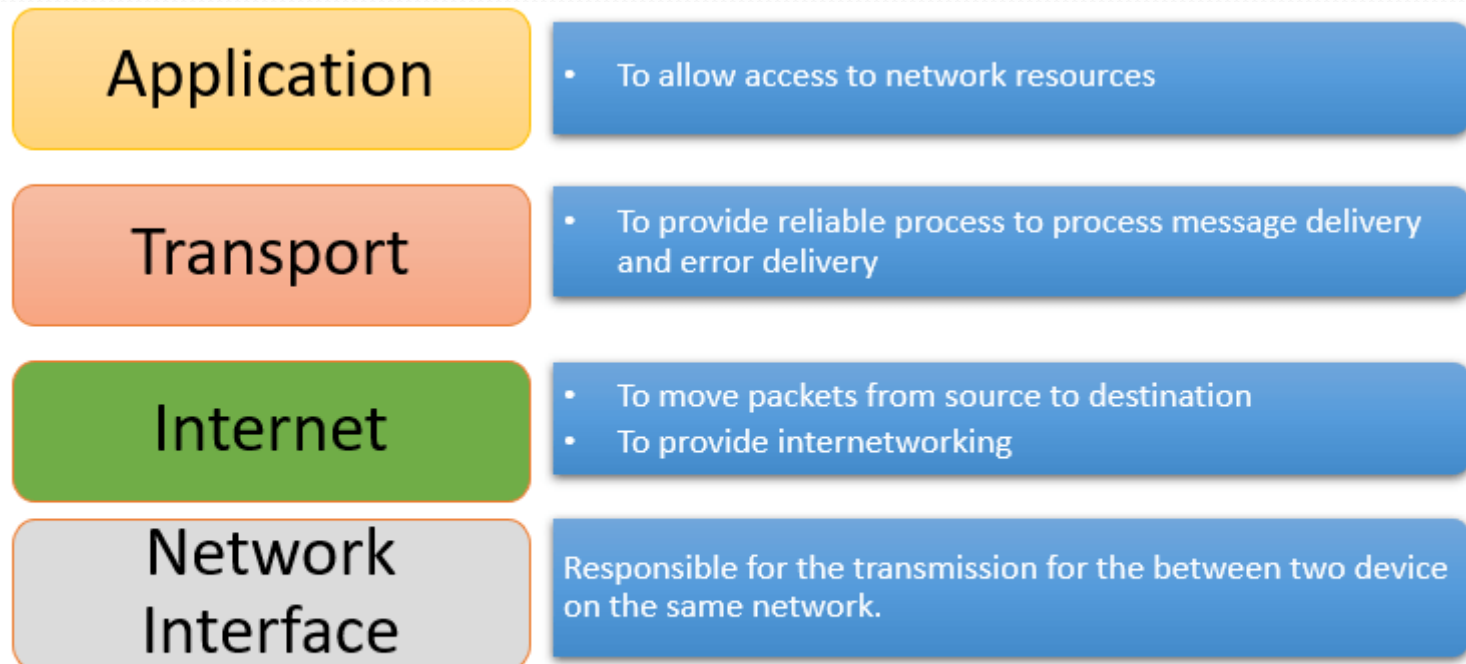 Application
• To allow access to network resources
Transport
• To provide reliable process to process message delivery
and error delivery
Internet
• To move packets from source to destination
• To provide internetworking
Network
Interface
Responsible for the transmission for the between two device
on the same network.